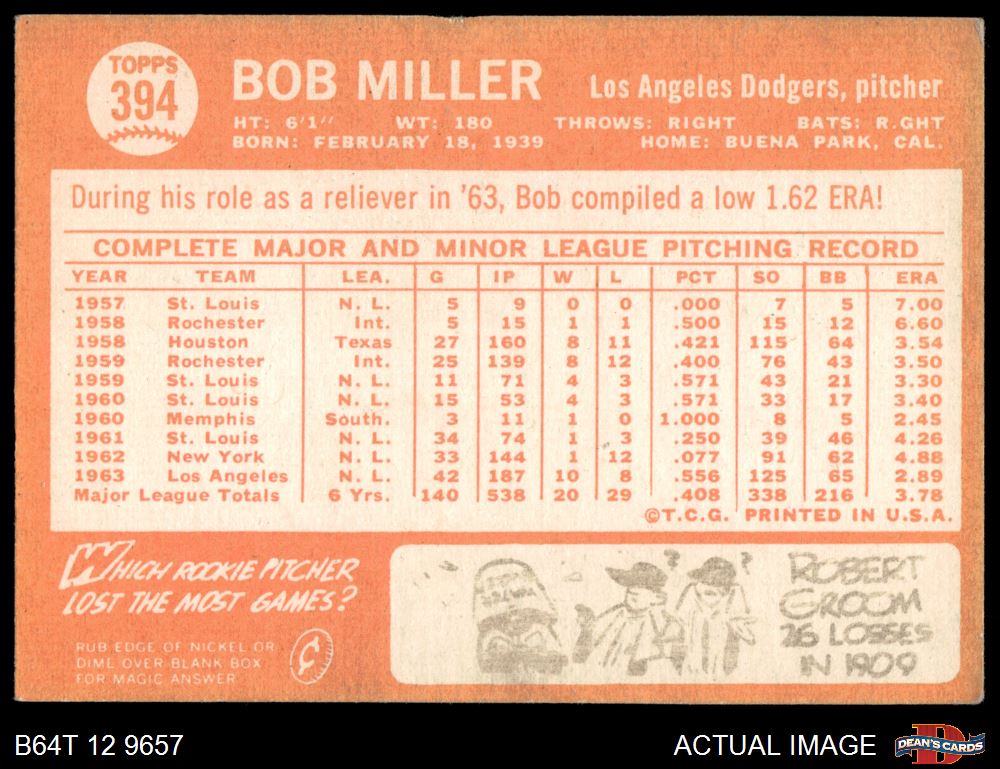 TOPPS
394
BOB MILLER
Los Angeles Dodgers, pitcher
HT: 6'1" WT: 180 THROWS: RIGHT BATS: R.GHT
BORN: FEBRUARY 18, 1939 HOME: BUENA PARK, CAL.
During his role as a reliever in '63, Bob compiled a low 1.62 ERA!
COMPLETE MAJOR AND MINOR LEAGUE PITCHING RECORD
YEAR TEAM LEA. G IP W L PCT SO BB ERA
1957 St. Louis N. L. 5 9 0 0 .000 7 5 7.00
1958 Rochester Int. 5 15 1 1 .500 15 12 6.60
1958 Houston Texas 27 160 8 11 .421 115 64 3.54
1959 Rochester Int. 25 139 8 12 .400 76 43 3.50
1959 St. Louis N. L. 11 71 4 3 .571 43 21 3.30
1960 St. Louis N. L. 15 53 4 3 .571 33 17 3.40
1960 Memphis South. 3 11 1 0 1.000 8 5 2.45
1961 St. Louis N. L. 34 74 1 3 .250 39 46 4.26
1962 New York N. L. 33 144 1 12 .077 91 62 4.88
1963 Los Angeles N. L. 42 187 10 8 .556 125 65 2.89
Major League Totals 6 Yrs. 140 538 20 29 .408 338 216 3.78
©T.C.G. PRINTED IN U.S.A.
WHICH ROOKIE PITCHER
LOST THE MOST GAMES?
RUB EDGE OF NICKEL OR
DIME OVER BLANK BOX
FOR MAGIC ANSWER
¢
? ?
ROBERT
GROOM
26 LOSSES
IN 1909
B64T 12 9657
ACTUAL IMAGE
DEAN'S CARDS